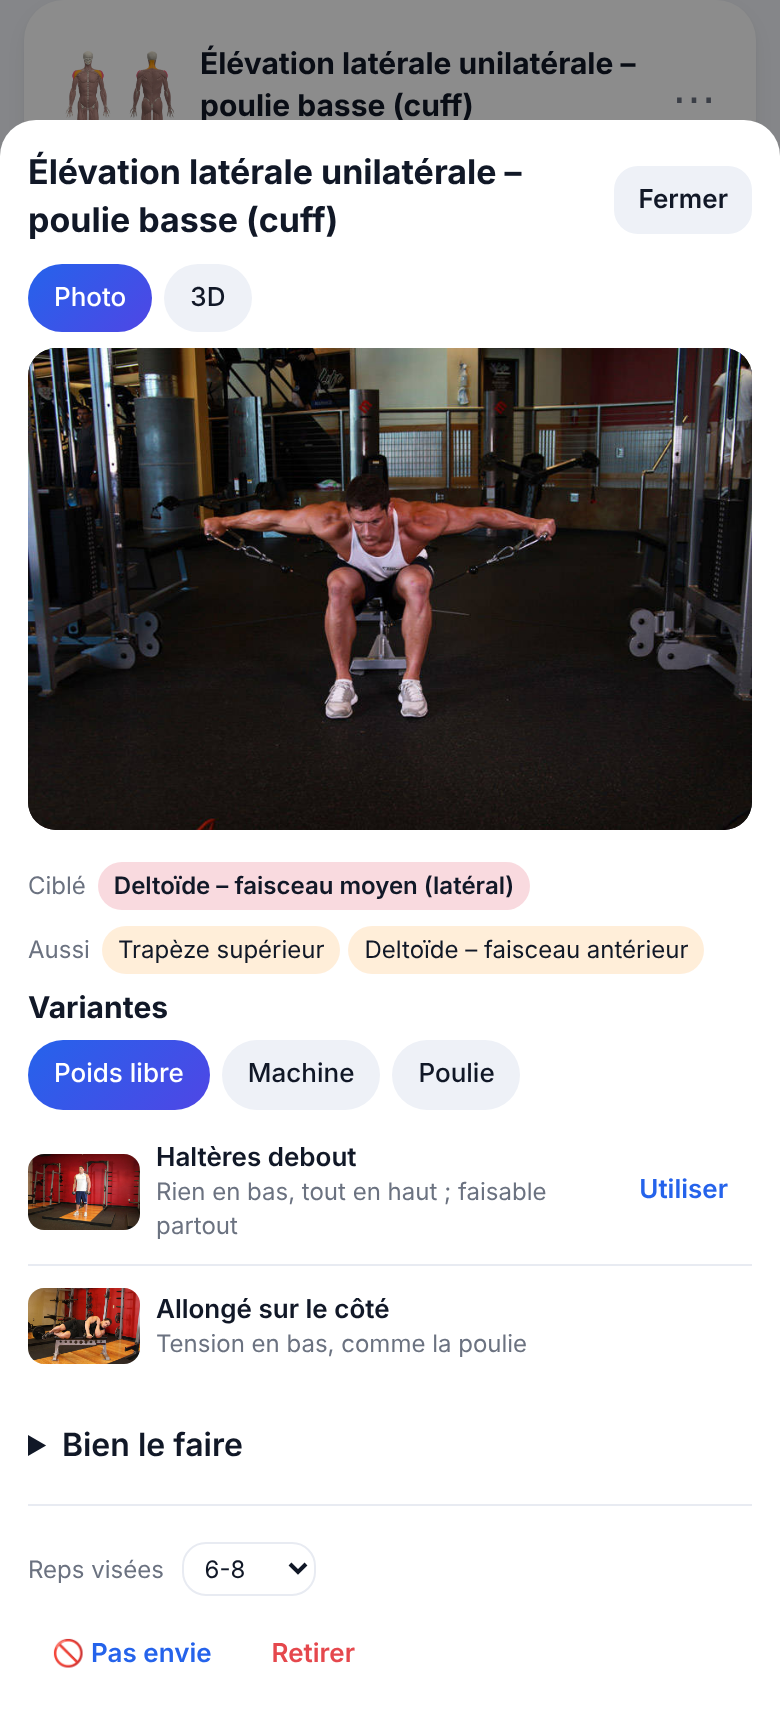 Élévation latérale unilatérale –
poulie basse (cuff)
...
Élévation latérale unilatérale –
poulie basse (cuff)
Fermer
Photo
3D
Ciblé
Deltoïde – faisceau moyen (latéral)
Aussi
Trapèze supérieur
Deltoïde – faisceau antérieur
Variantes
Poids libre
Machine
Poulie
Haltères debout
Rien en bas, tout en haut ; faisable
partout
Utiliser
Allongé sur le côté
Tension en bas, comme la poulie
Bien le faire
Reps visées
6-8
Pas envie
Retirer